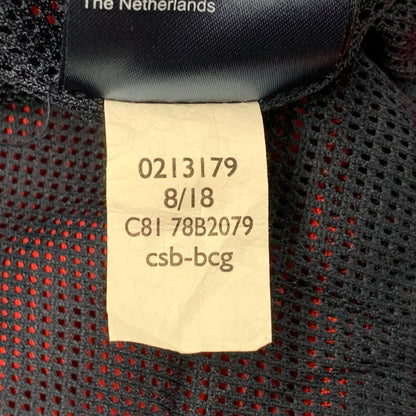 The Netherlands
0213179
8/18
C81 78B2079
csb-bcg